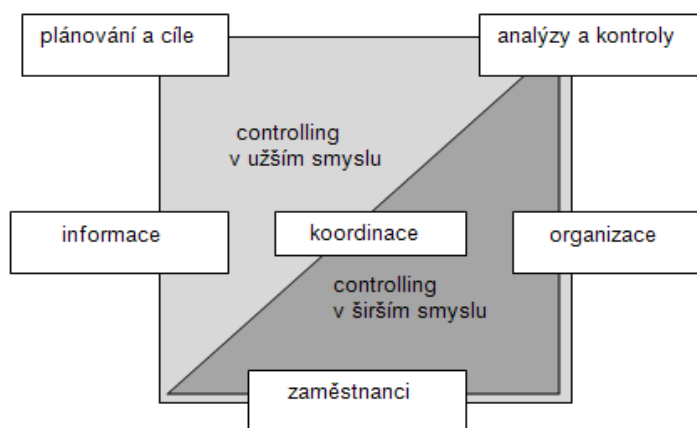 plánování a cíle
analýzy a kontroly
controlling
v užším smyslu
informace
koordinace
organizace
controlling
v širším smyslu
zaměstnanci